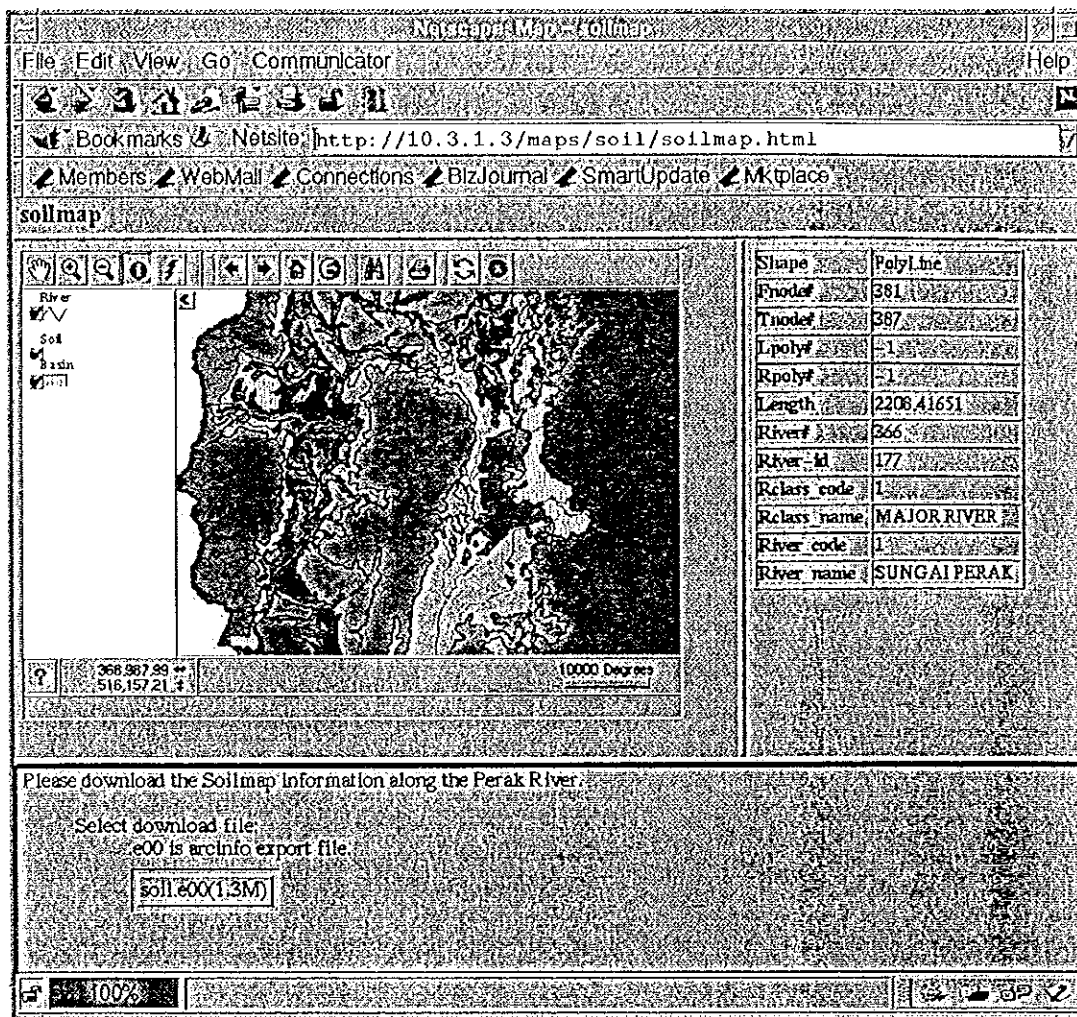 Netscape Map - soilmap
File Edit View Go Communicator Help
Bookmarks Netsite: http://10.3.1.3/maps/soil/soilmap.html
Members WebMail Connections BizJournal SmartUpdate Mktplace
soilmap
River
Soil
Basin
368,987.99
516,157.21
10000 Degrees
Shape PolyLine
Fnode# 381
Tnode# 387
Lpoly# -1
Rpoly# -1
Length 2208.41651
River# 366
River-id 177
Rclass_code 1
Rclass_name MAJOR RIVER
River_code 1
River_name SUNGAI PERAK
Please download the Soilmap Information along the Perak River.
Select download file:
.e00 is arcinfo export file.
soil.e00(1.3M)
100%